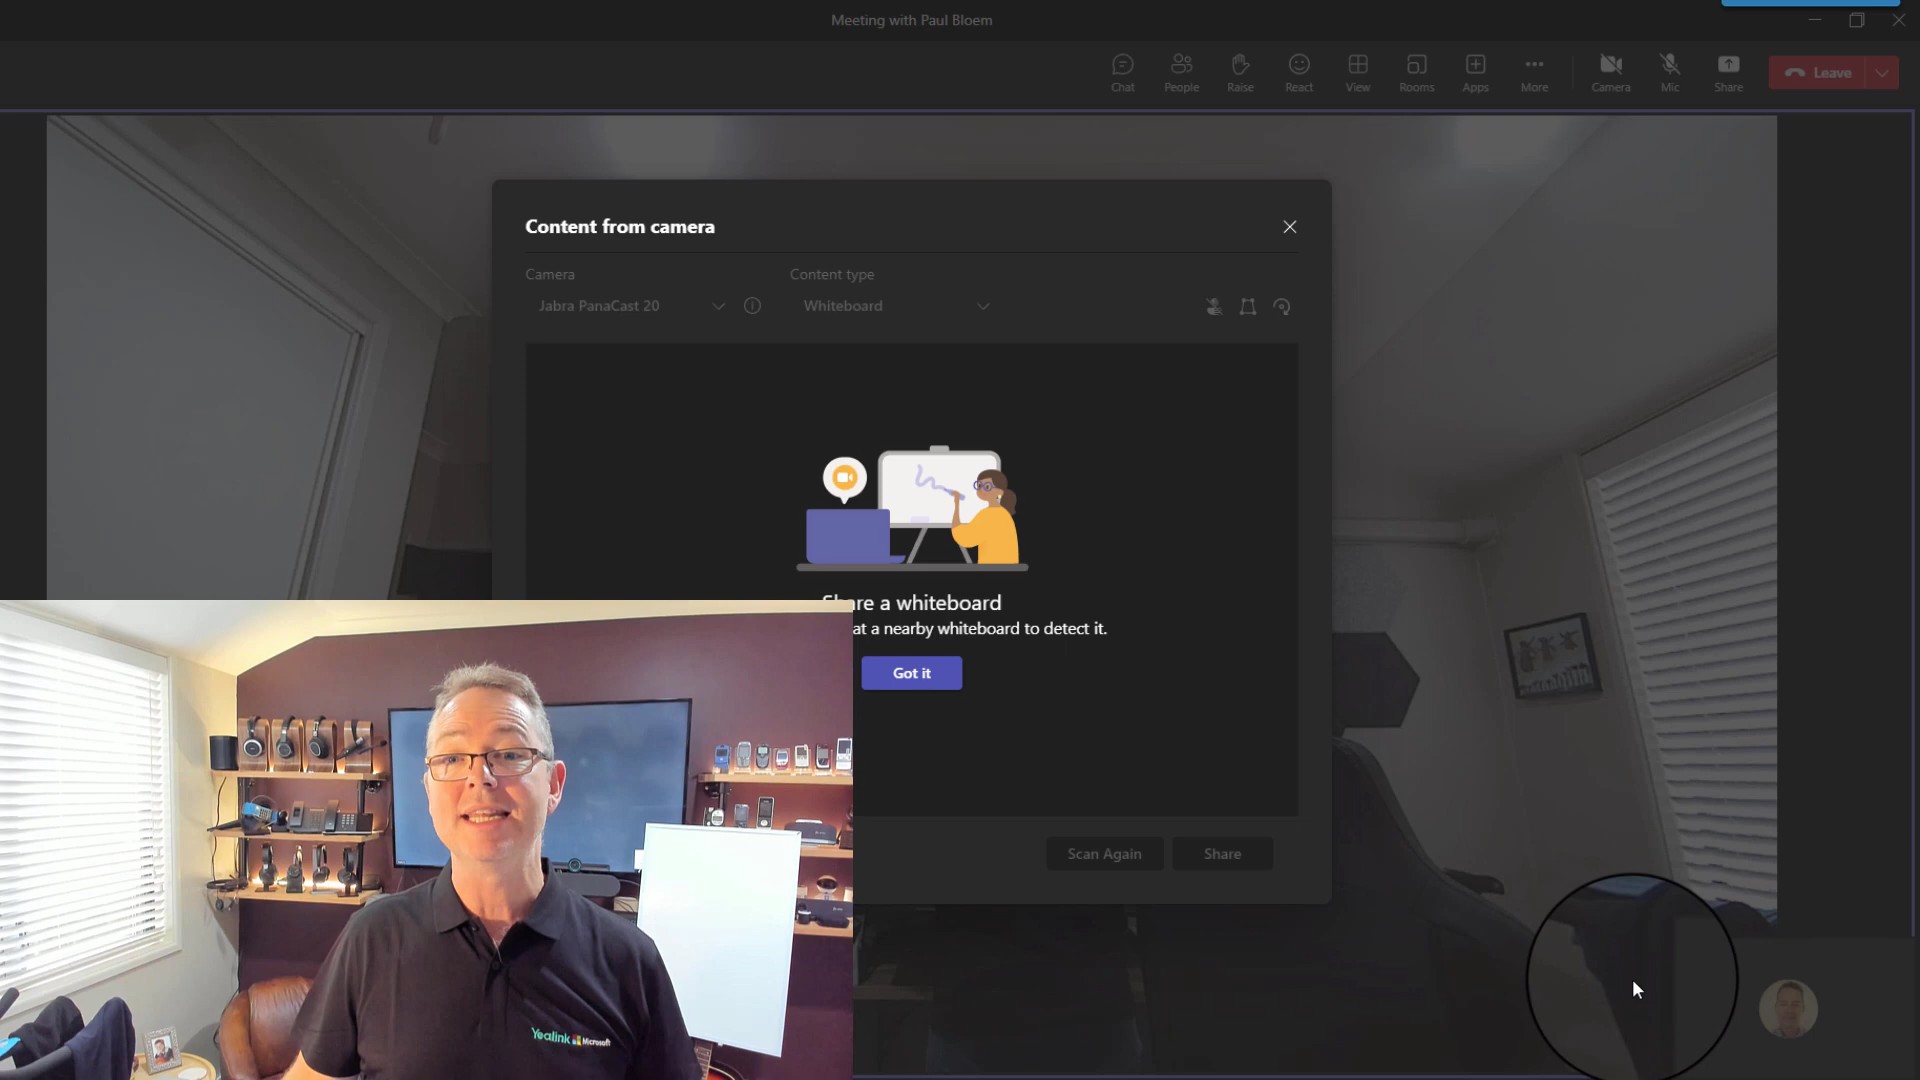 Meeting with Paul Bloem
Chat
People
Raise
React
View
Rooms
Apps
More
Camera
Mic
Share
Leave
Content from camera
Camera
Content type
Jabra PanaCast 20
Whiteboard
Share a whiteboard
at a nearby whiteboard to detect it.
Got it
Scan Again
Share
Yealink Microsoft